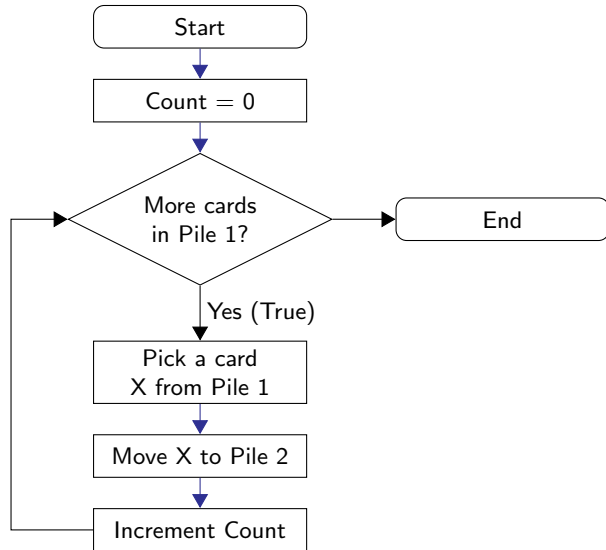 Start
Count = 0
More cards
in Pile 1?
End
Yes (True)
Pick a card
X from Pile 1
Move X to Pile 2
Increment Count